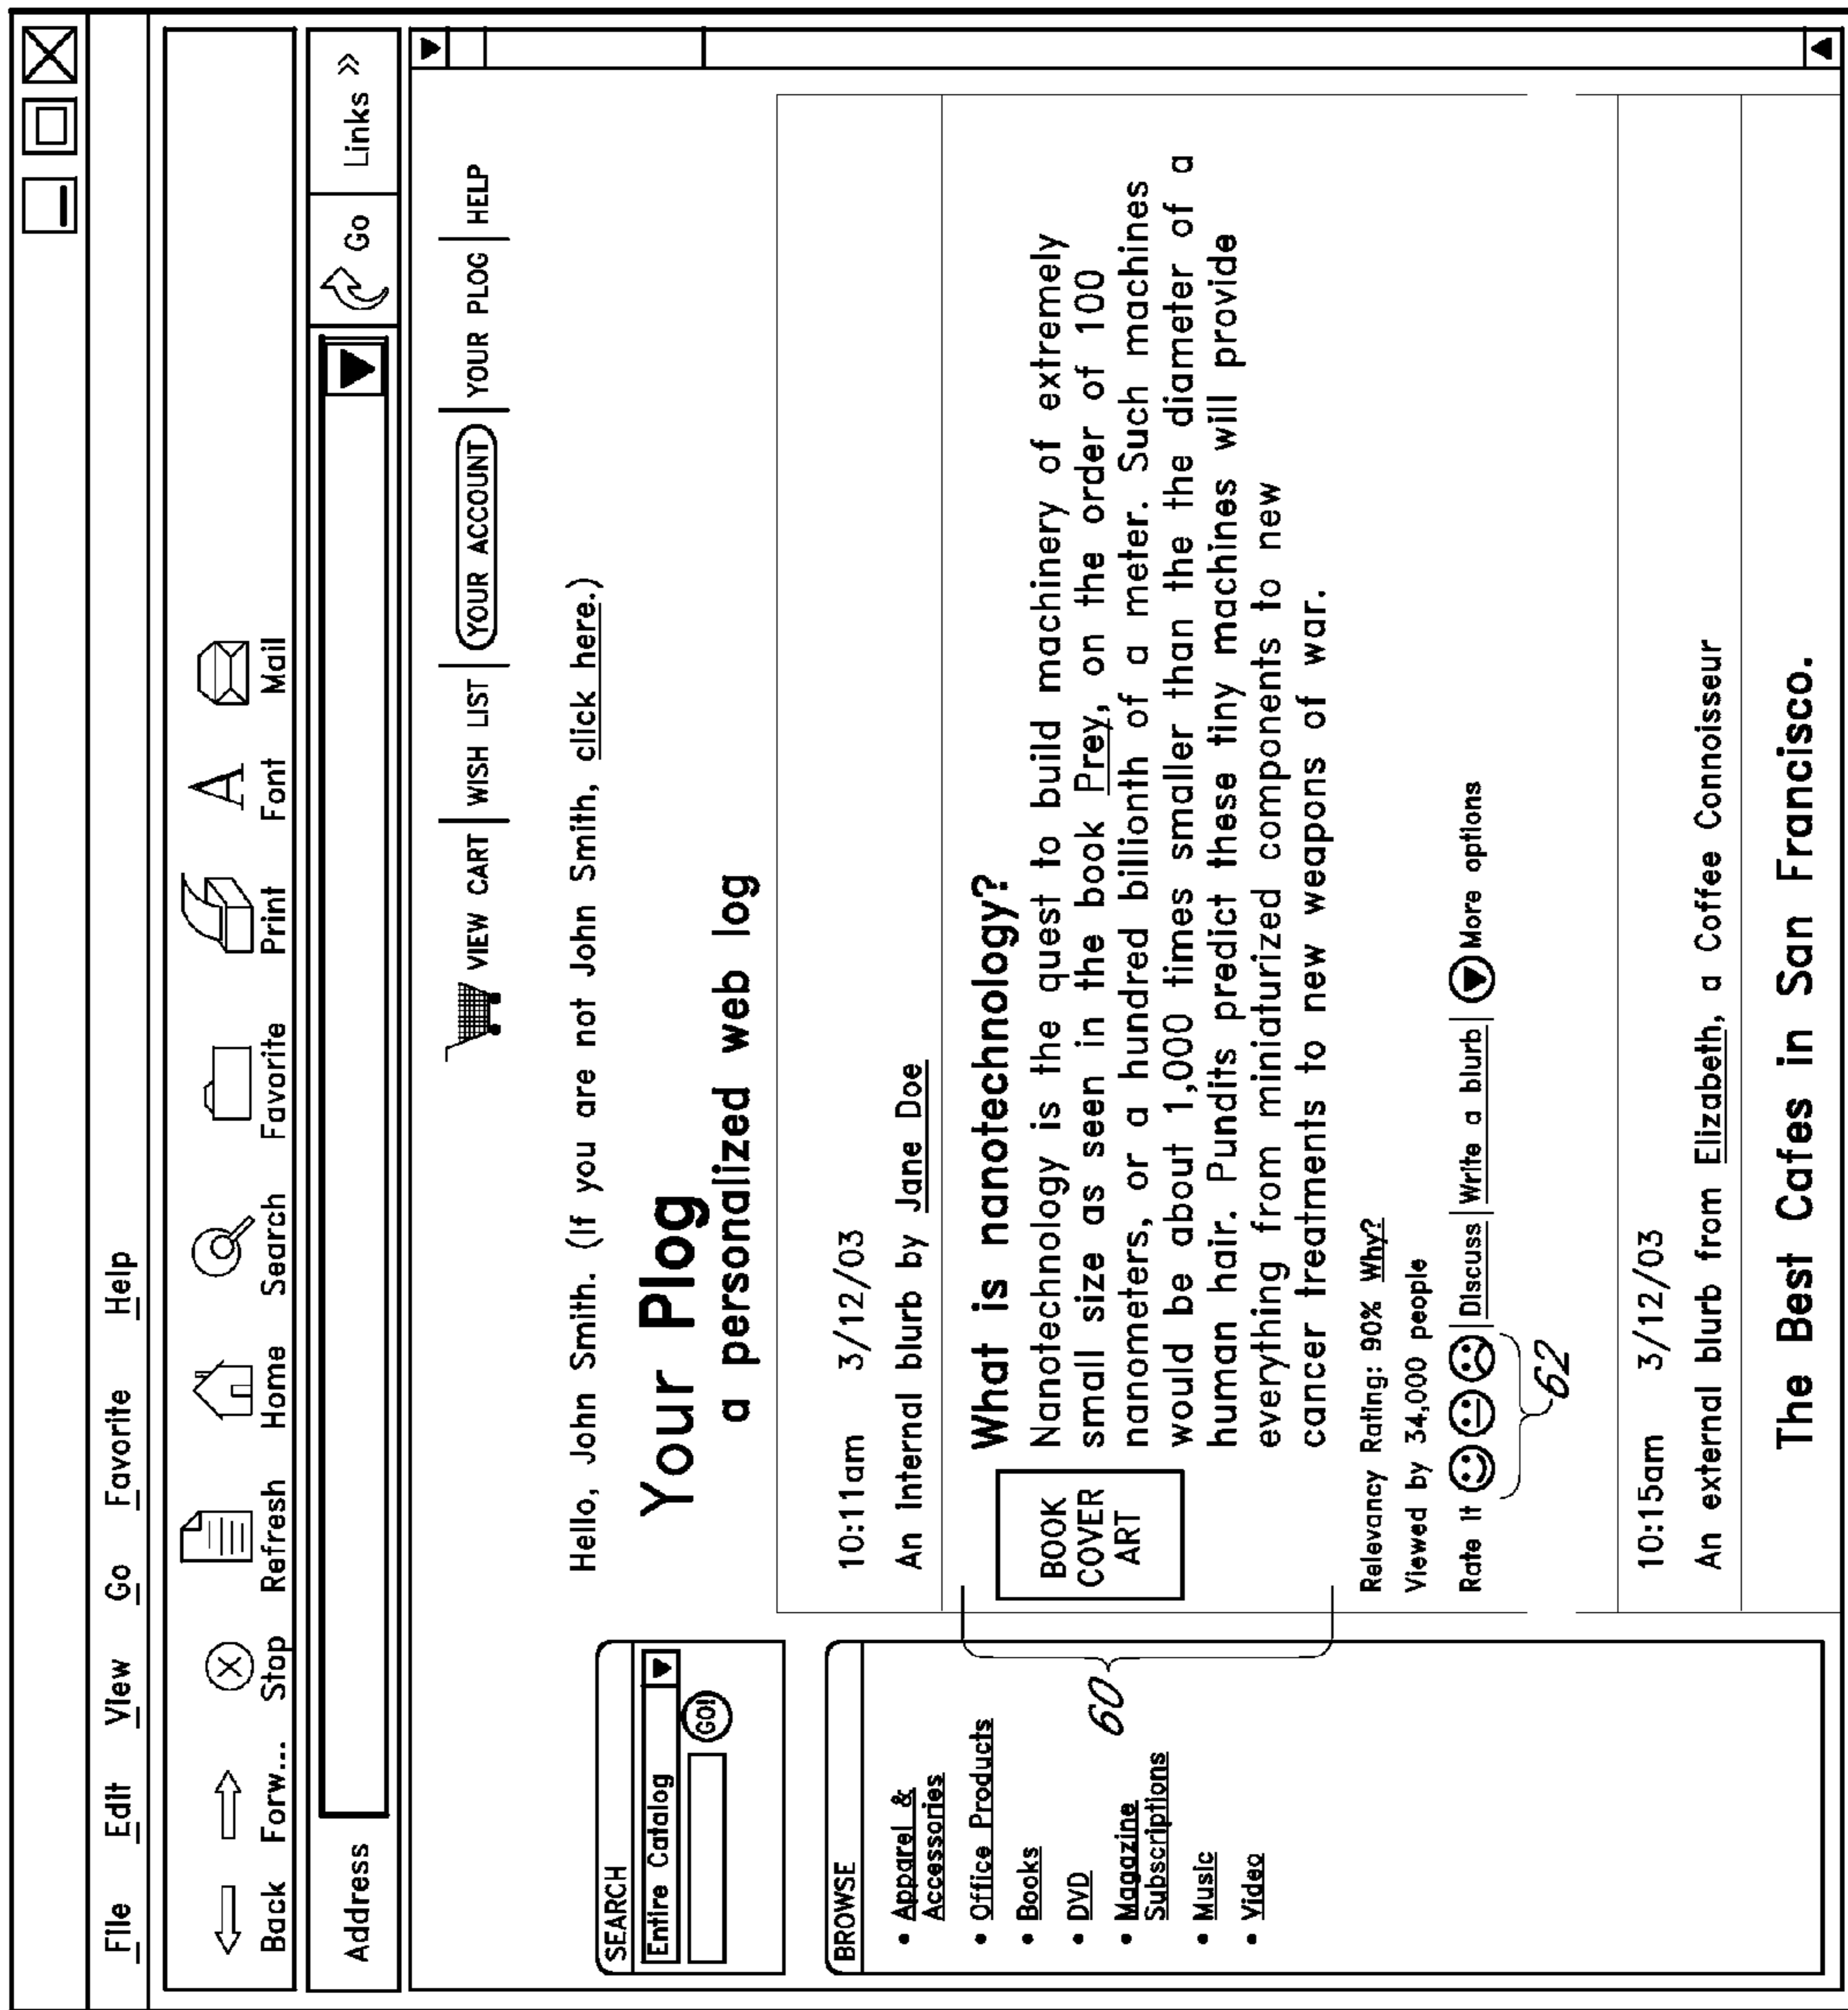 File Edit View Go Favorite Help
Back Forw... Stop Refresh Home Search Favorite Print Font Mail
Address Go Links >>
VIEW CART | WISH LIST | YOUR ACCOUNT | YOUR PLOG | HELP
Hello, John Smith. (If you are not John Smith, click here.)
SEARCH
Entire Catalog
GO!
Your Plog
a personalized web log
BROWSE
• Apparel &
Accessories
• Office Products
• Books
• DVD
• Magazine
Subscriptions
• Music
• Video
60
10:11am 3/12/03
An internal blurb by Jane Doe
BOOK
COVER
ART
What is nanotechnology?
Nanotechnology is the quest to build machinery of extremely
small size as seen in the book Prey, on the order of 100
nanometers, or a hundred billionth of a meter. Such machines
would be about 1,000 times smaller than the the diameter of a
human hair. Pundits predict these tiny machines will provide
everything from miniaturized components to new
cancer treatments to new weapons of war.
Relevancy Rating: 90% Why?
Viewed by 34,000 people
Rate it | Discuss | Write a blurb | More options
62
10:15am 3/12/03
An external blurb from Elizabeth, a Coffee Connoisseur
The Best Cafes in San Francisco.